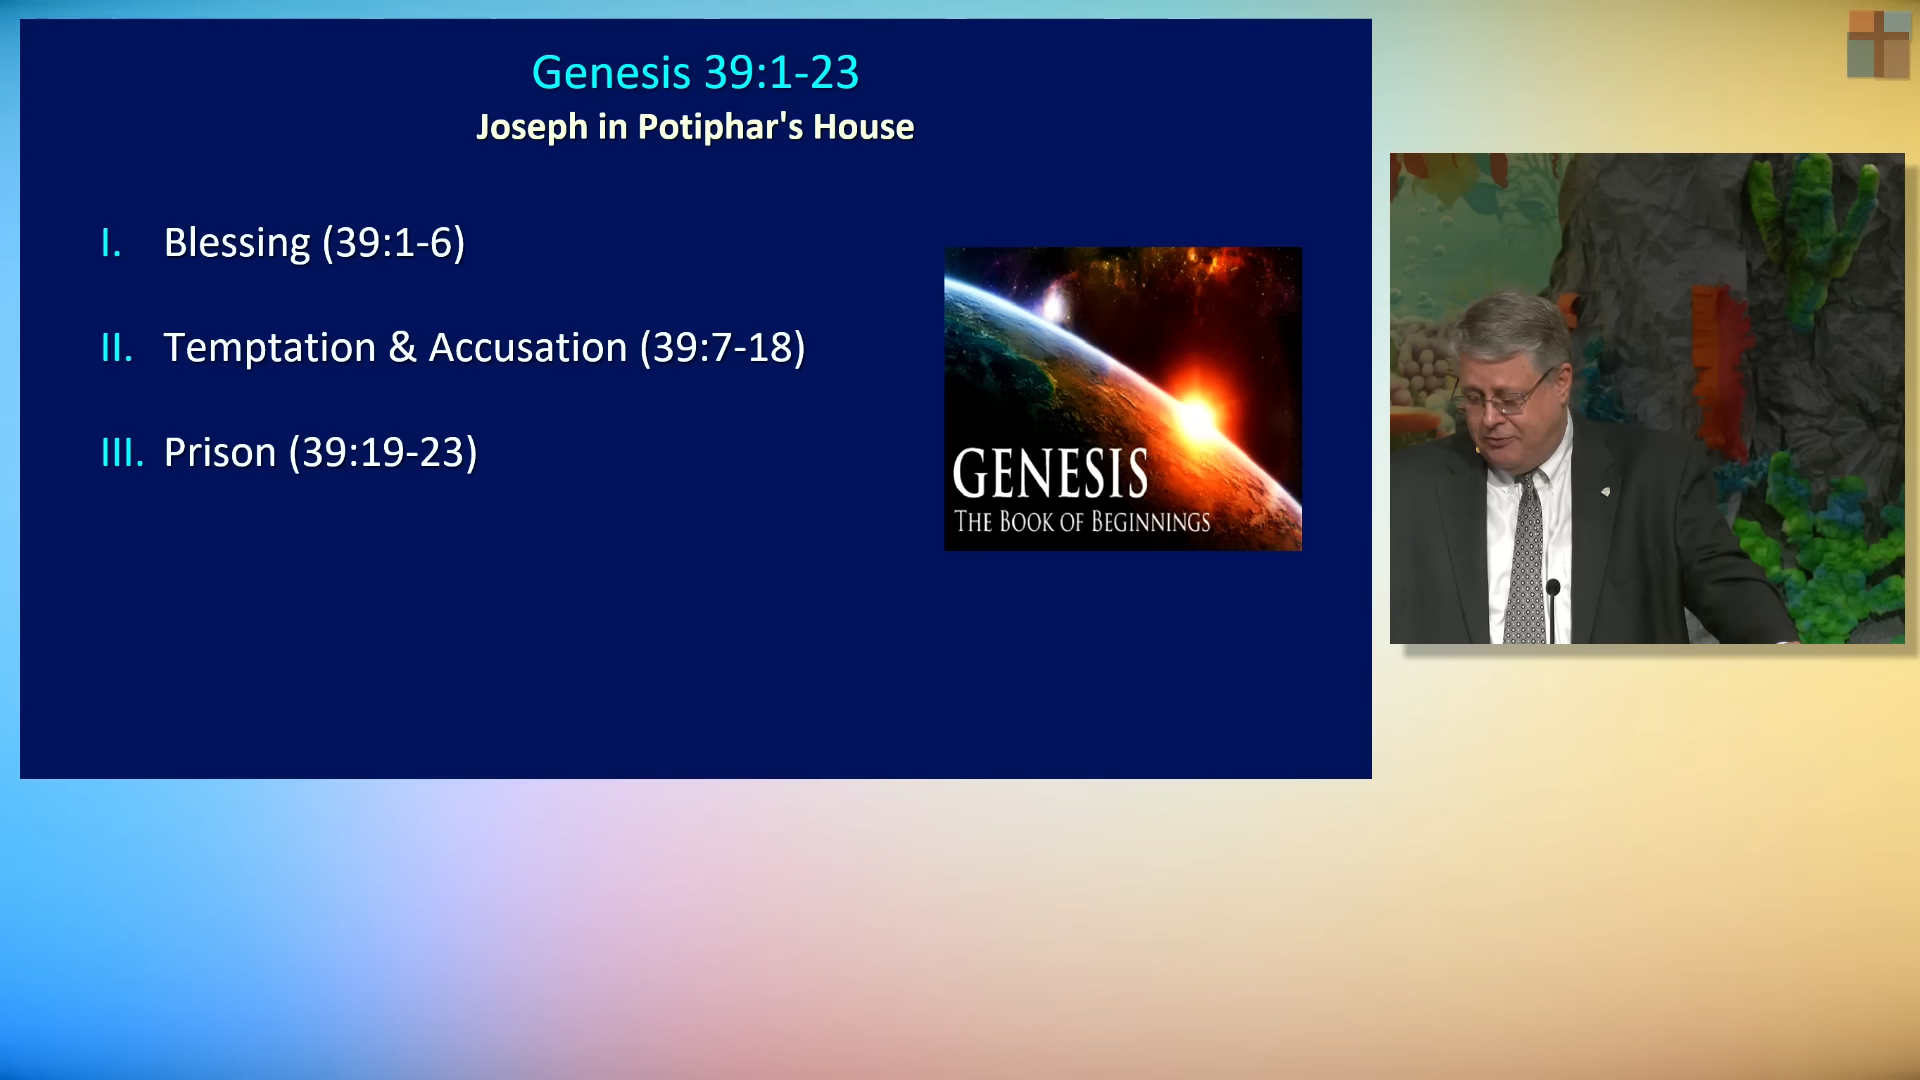 Genesis 39:1-23
Joseph in Potiphar's House
I. Blessing (39:1-6)
II. Temptation & Accusation (39:7-18)
III. Prison (39:19-23)
GENESIS
THE BOOK OF BEGINNINGS